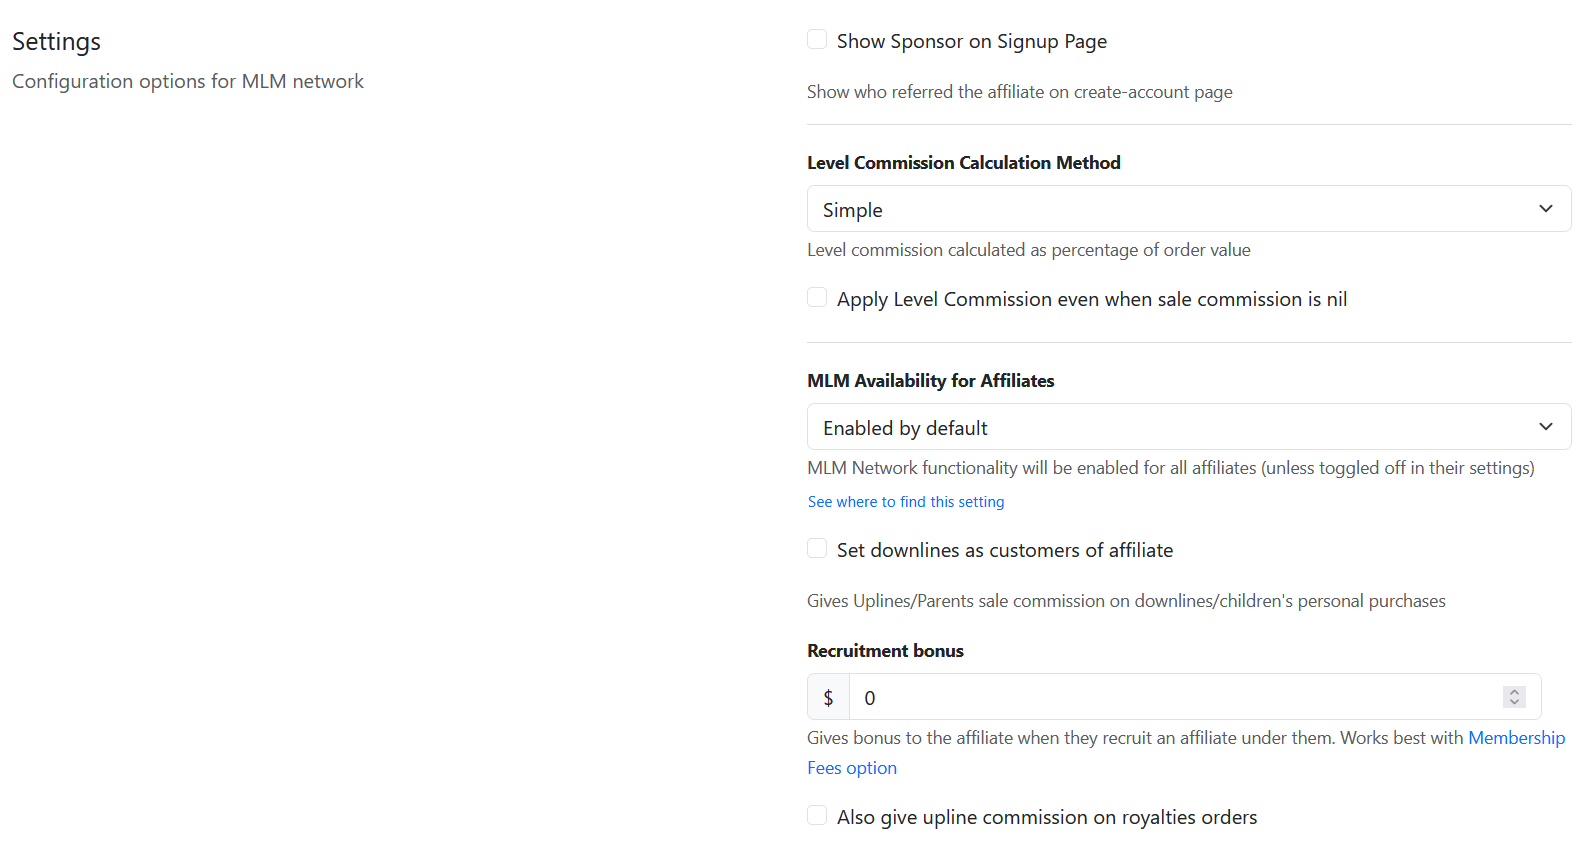 Settings
Configuration options for MLM network
Show Sponsor on Signup Page
Show who referred the affiliate on create-account page
Level Commission Calculation Method
Simple
Level commission calculated as percentage of order value
Apply Level Commission even when sale commission is nil
MLM Availability for Affiliates
Enabled by default
MLM Network functionality will be enabled for all affiliates (unless toggled off in their settings)
See where to find this setting
Set downlines as customers of affiliate
Gives Uplines/Parents sale commission on downlines/children's personal purchases
Recruitment bonus
$ 0
Gives bonus to the affiliate when they recruit an affiliate under them. Works best with Membership
Fees option
Also give upline commission on royalties orders